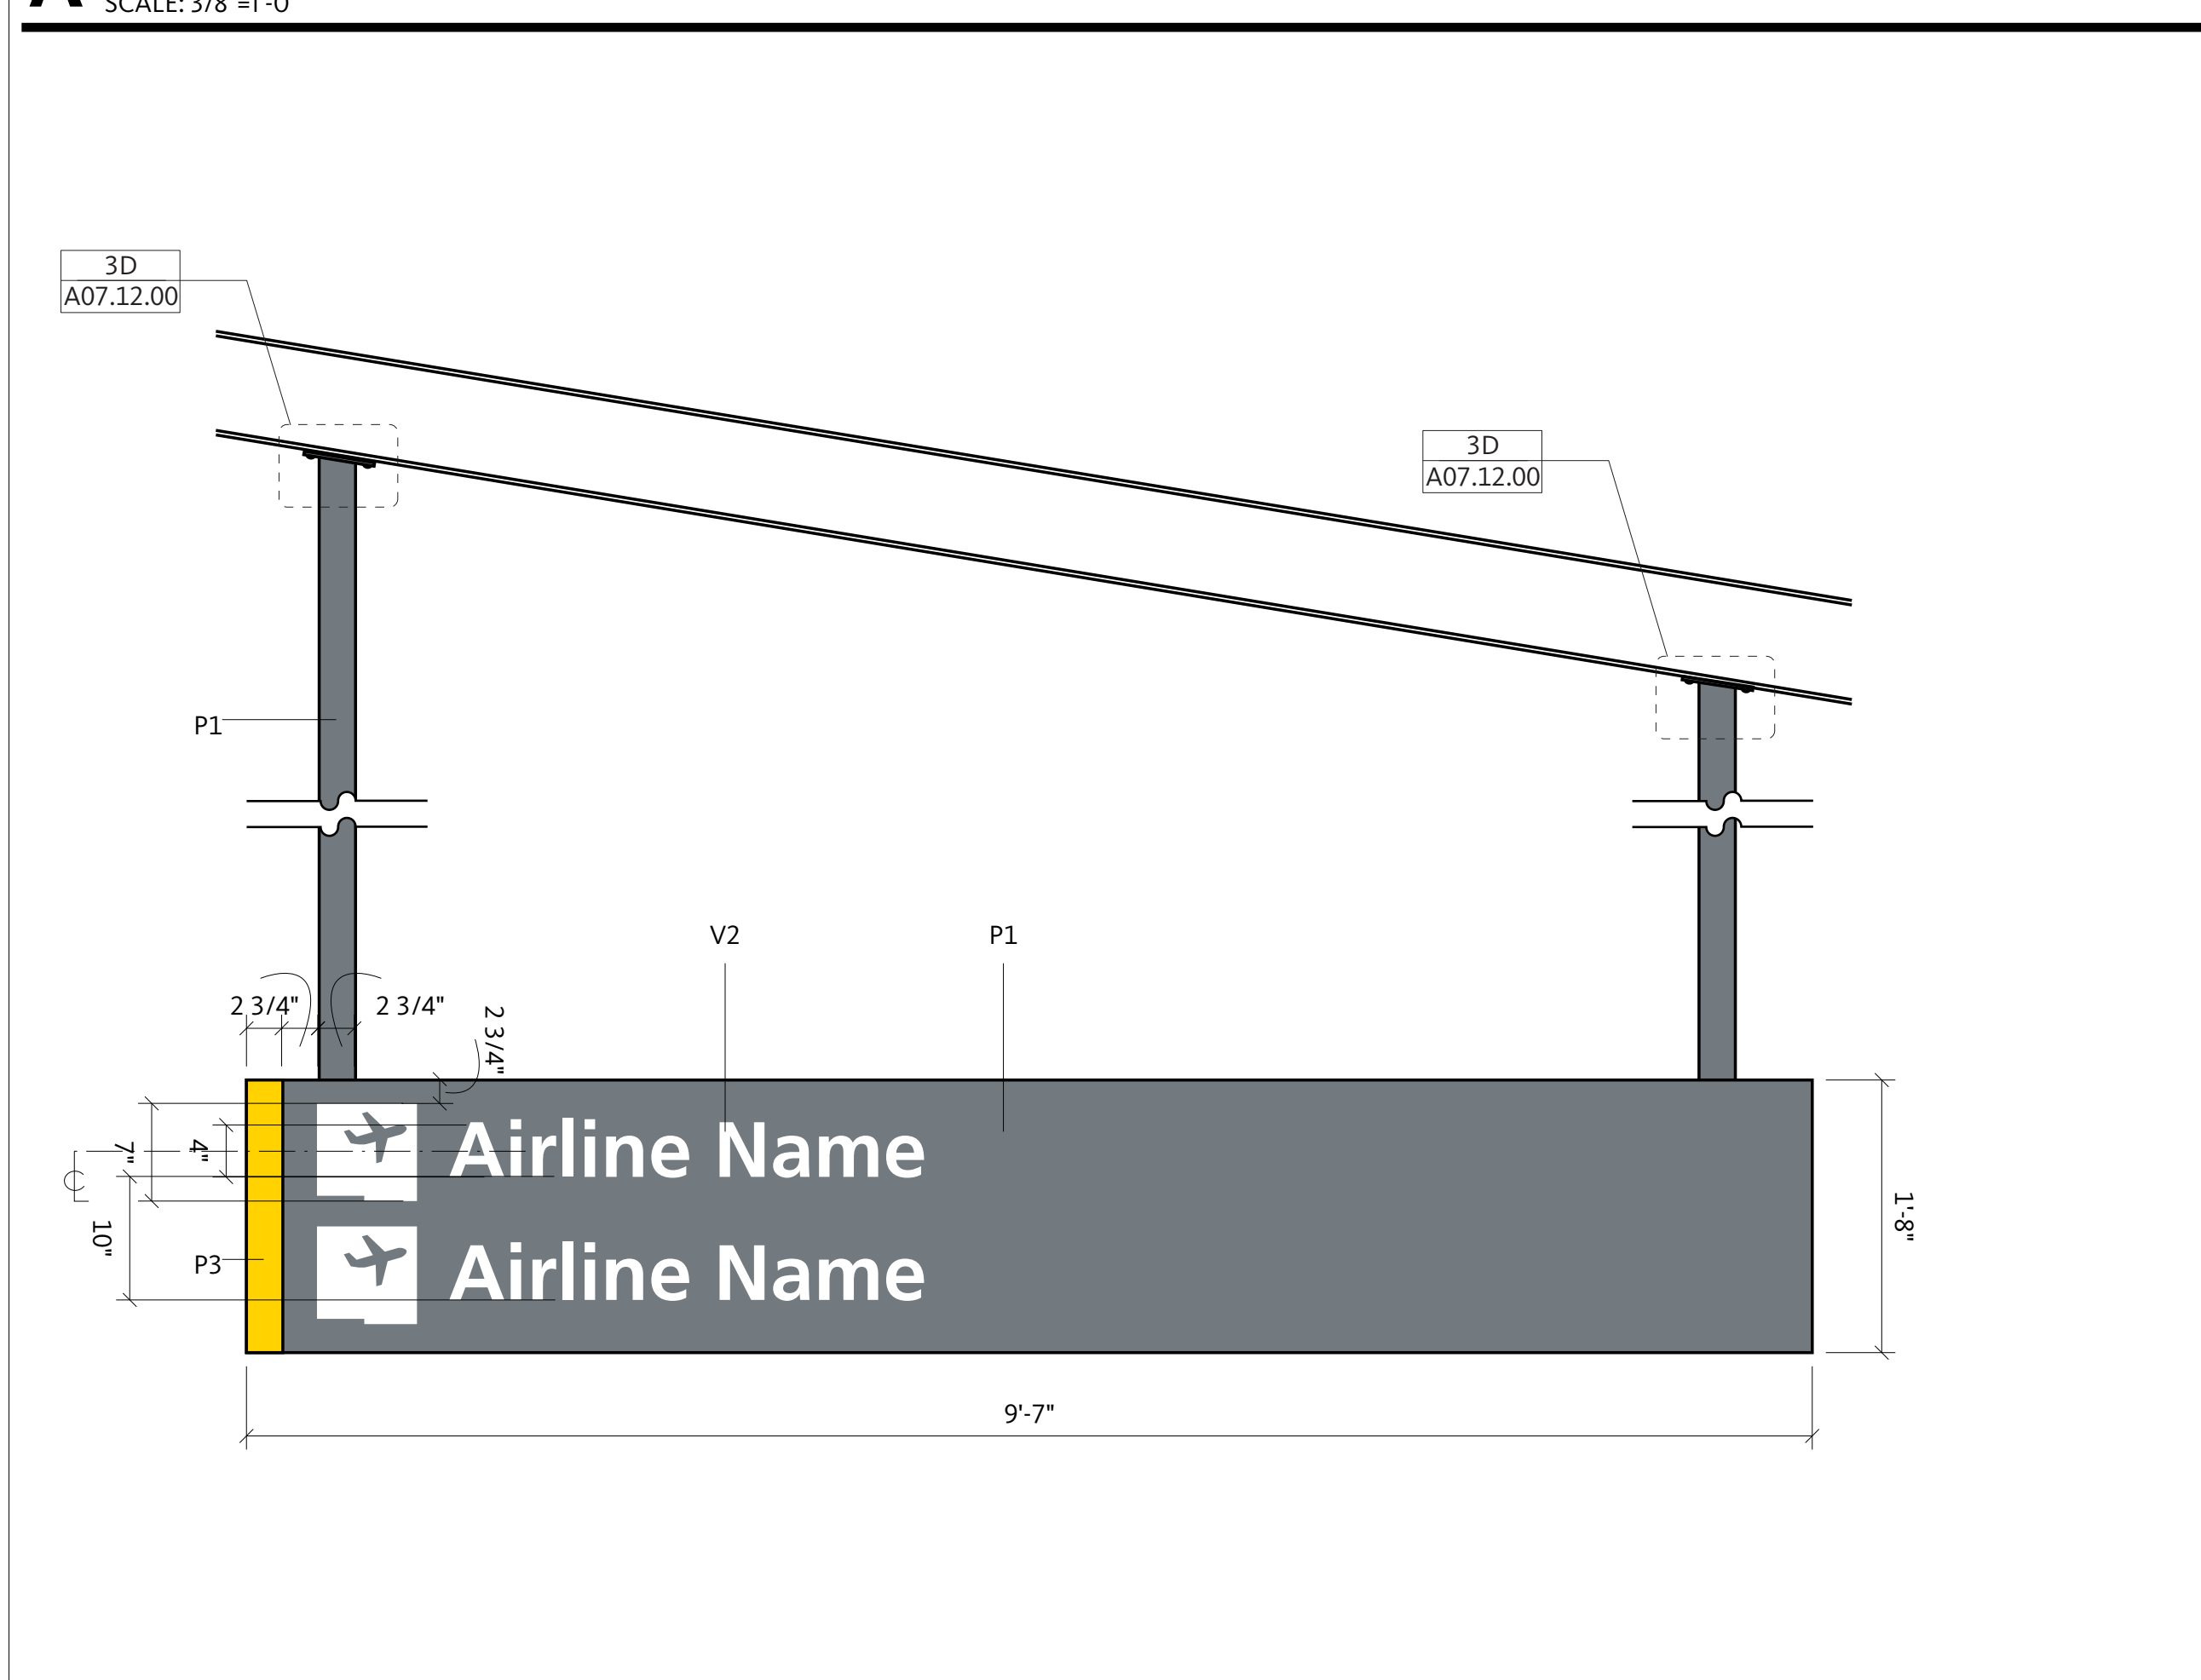 SCALE: 3/8"=1'-0
3D
A07.12.00
3D
A07.12.00
P1
V2
P1
2 3/4"
2 3/4"
2 3/4"
7"
4"
Airline Name
10"
1'-8"
P3
Airline Name
9'-7"